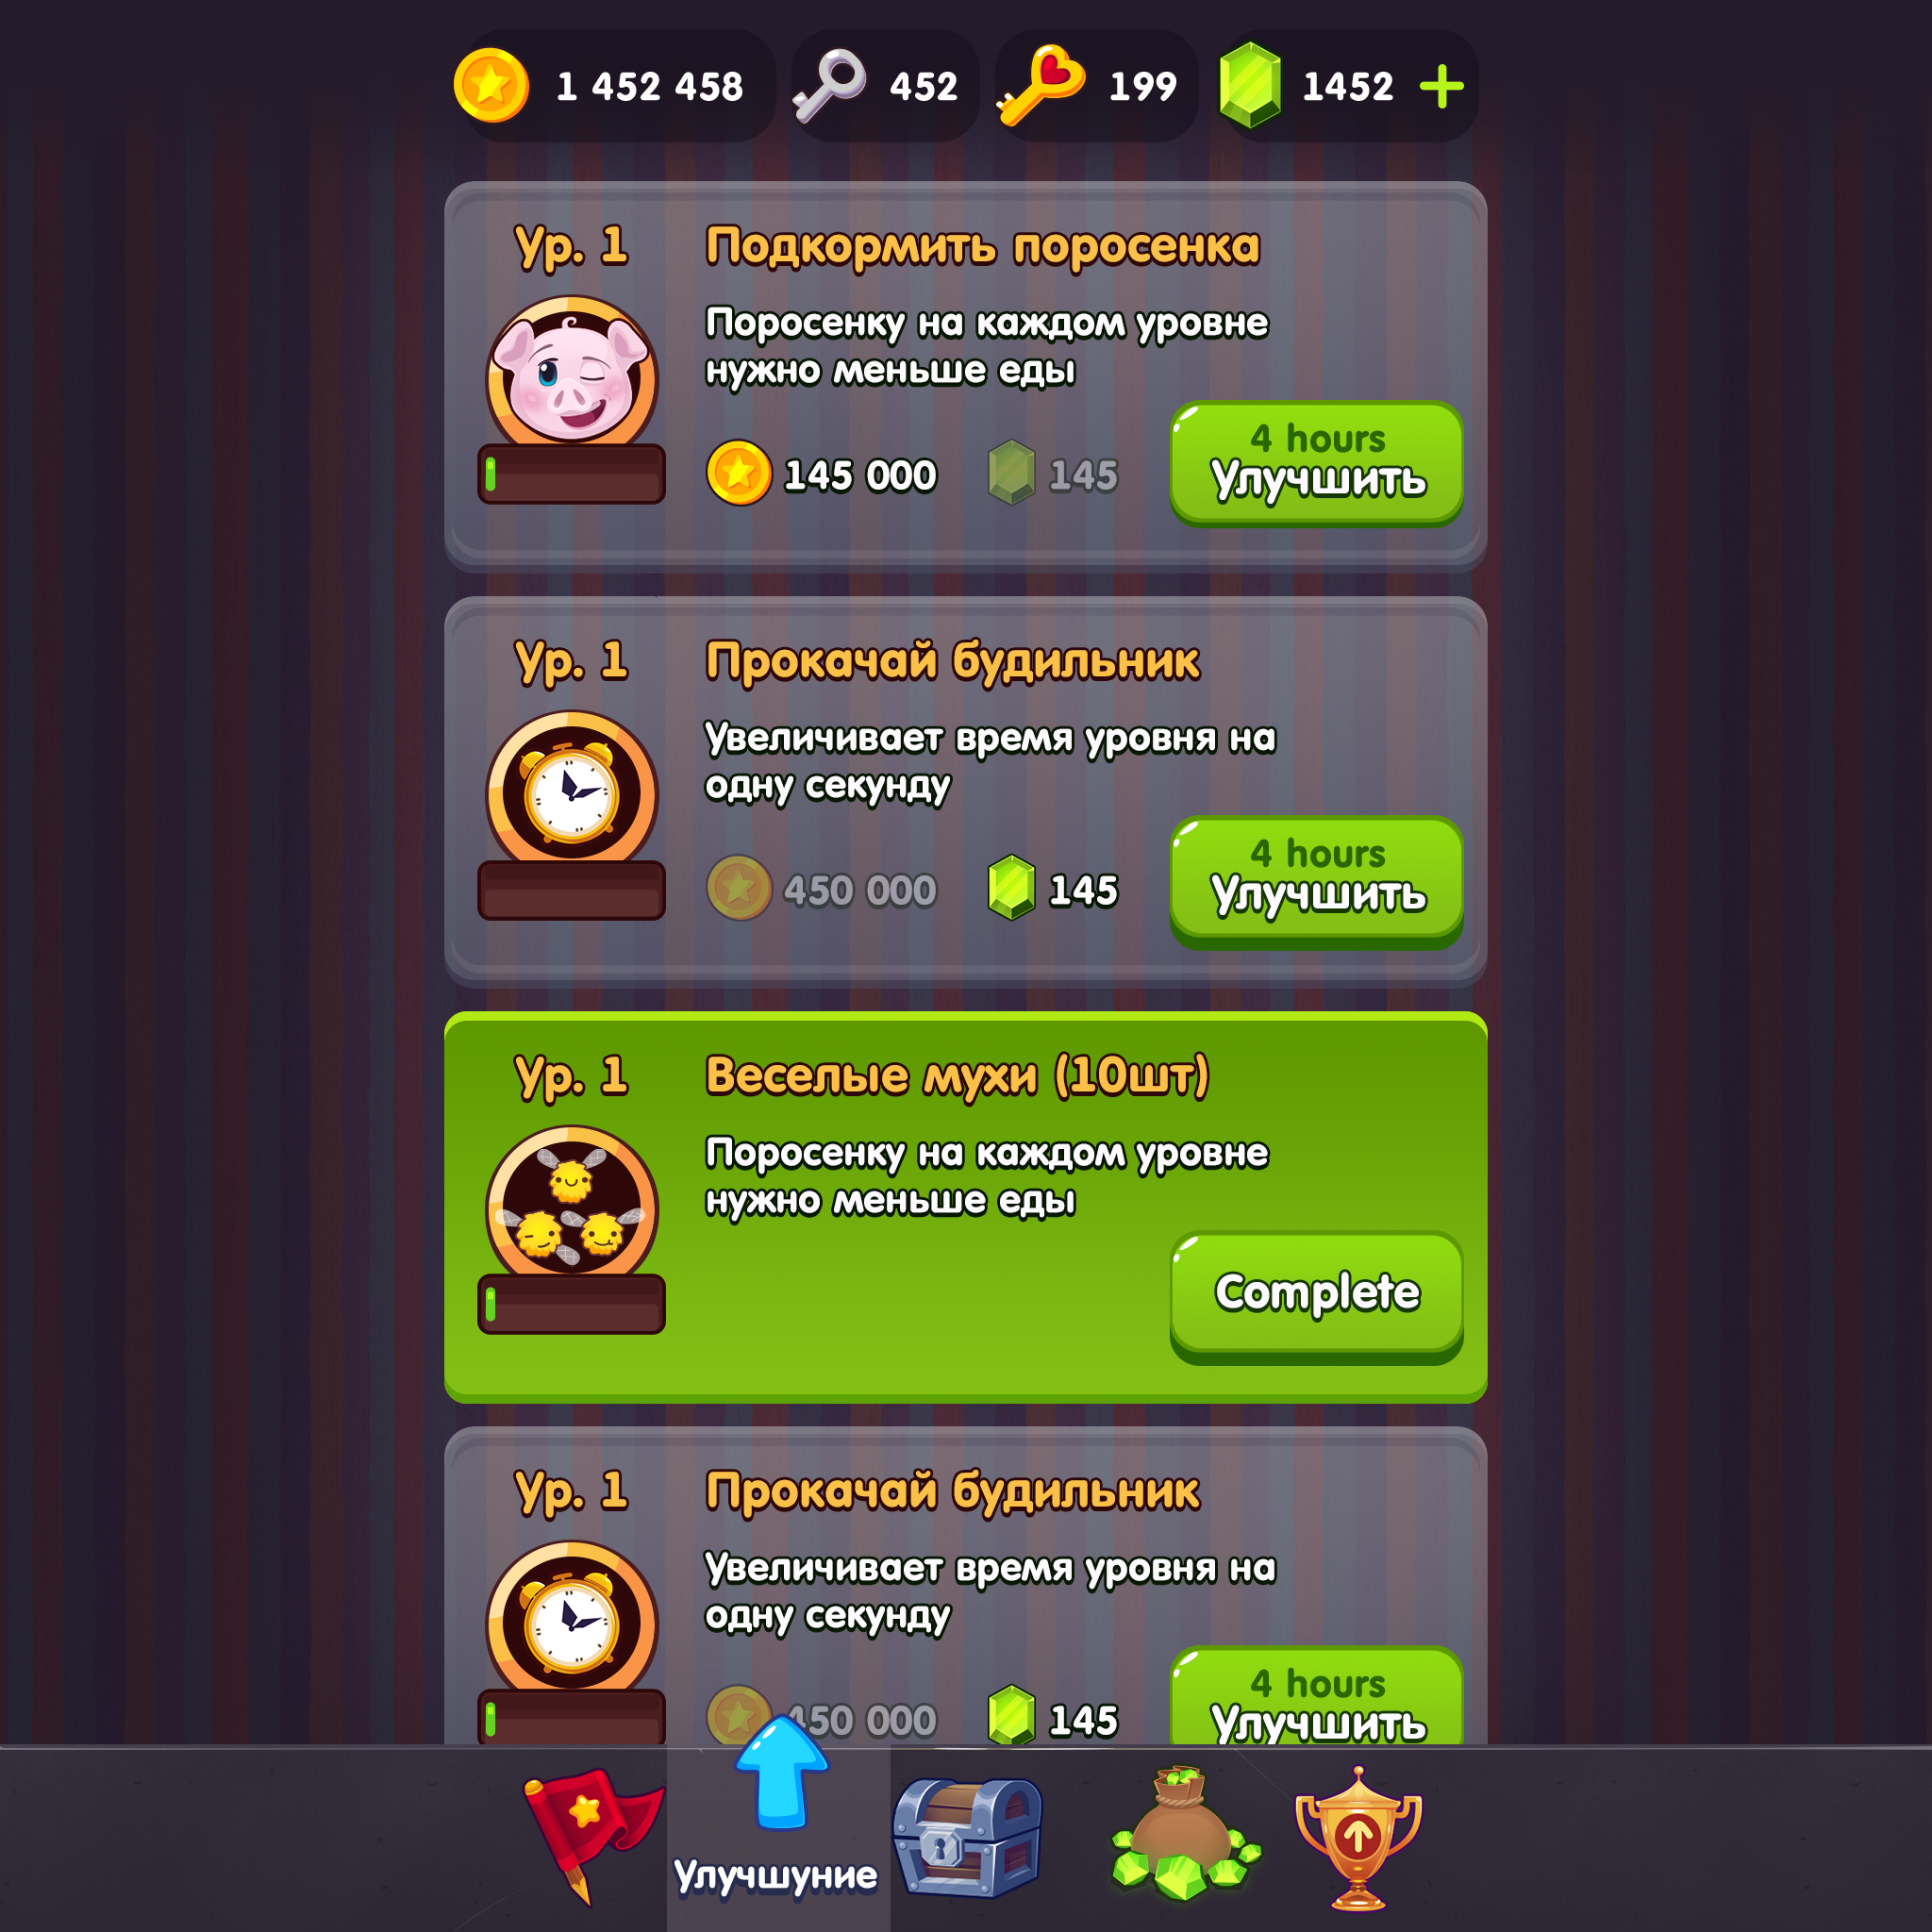 1 452 458 452 199 1452 +
Ур. 1 Подкормить поросенка
Поросенку на каждом уровне
нужно меньше еды
145 000 145
4 hours
Улучшить
Ур. 1 Прокачай будильник
Увеличивает время уровня на
одну секунду
450 000 145
4 hours
Улучшить
Ур. 1 Веселые мухи (10шт)
Поросенку на каждом уровне
нужно меньше еды
Complete
Ур. 1 Прокачай будильник
Увеличивает время уровня на
одну секунду
450 000 145
4 hours
Улучшить
Улучшуние